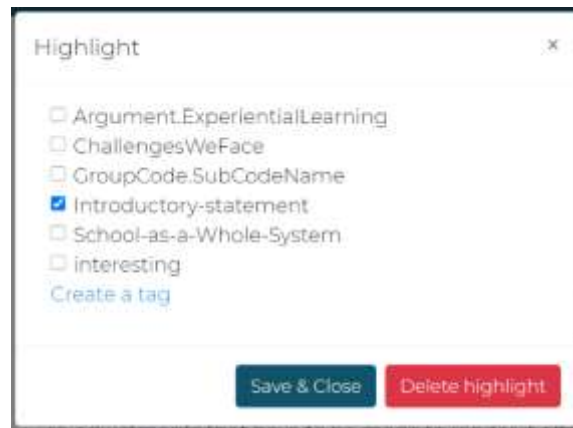 Highlight ×
Argument.ExperientialLearning
ChallengesWeFace
GroupCode.SubCodeName
Introductory-statement
School-as-a-Whole-System
interesting
Create a tag
Save & Close Delete highlight